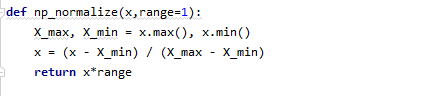 def np_normalize(x,range=1):
    X_max, X_min = x.max(), x.min()
    x = (x - X_min) / (X_max - X_min)
    return x*range